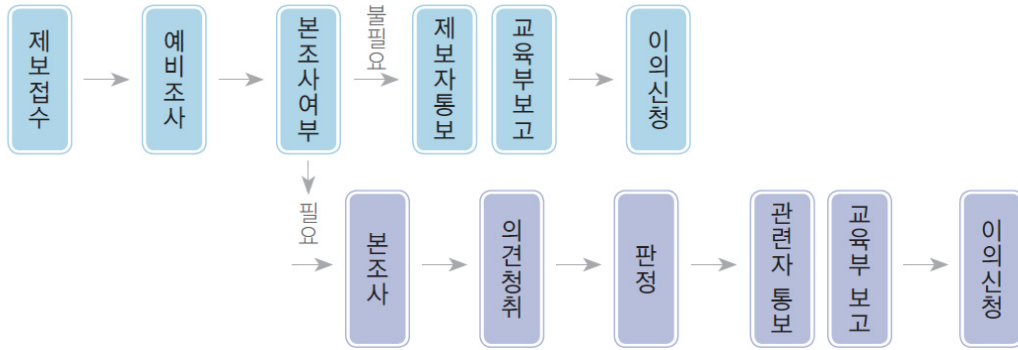 제보접수
예비조사
본조사여부
불필요
제보자통보
교육부보고
이의신청
필요
본조사
의견청취
판정
관련자 통보
교육부 보고
이의신청